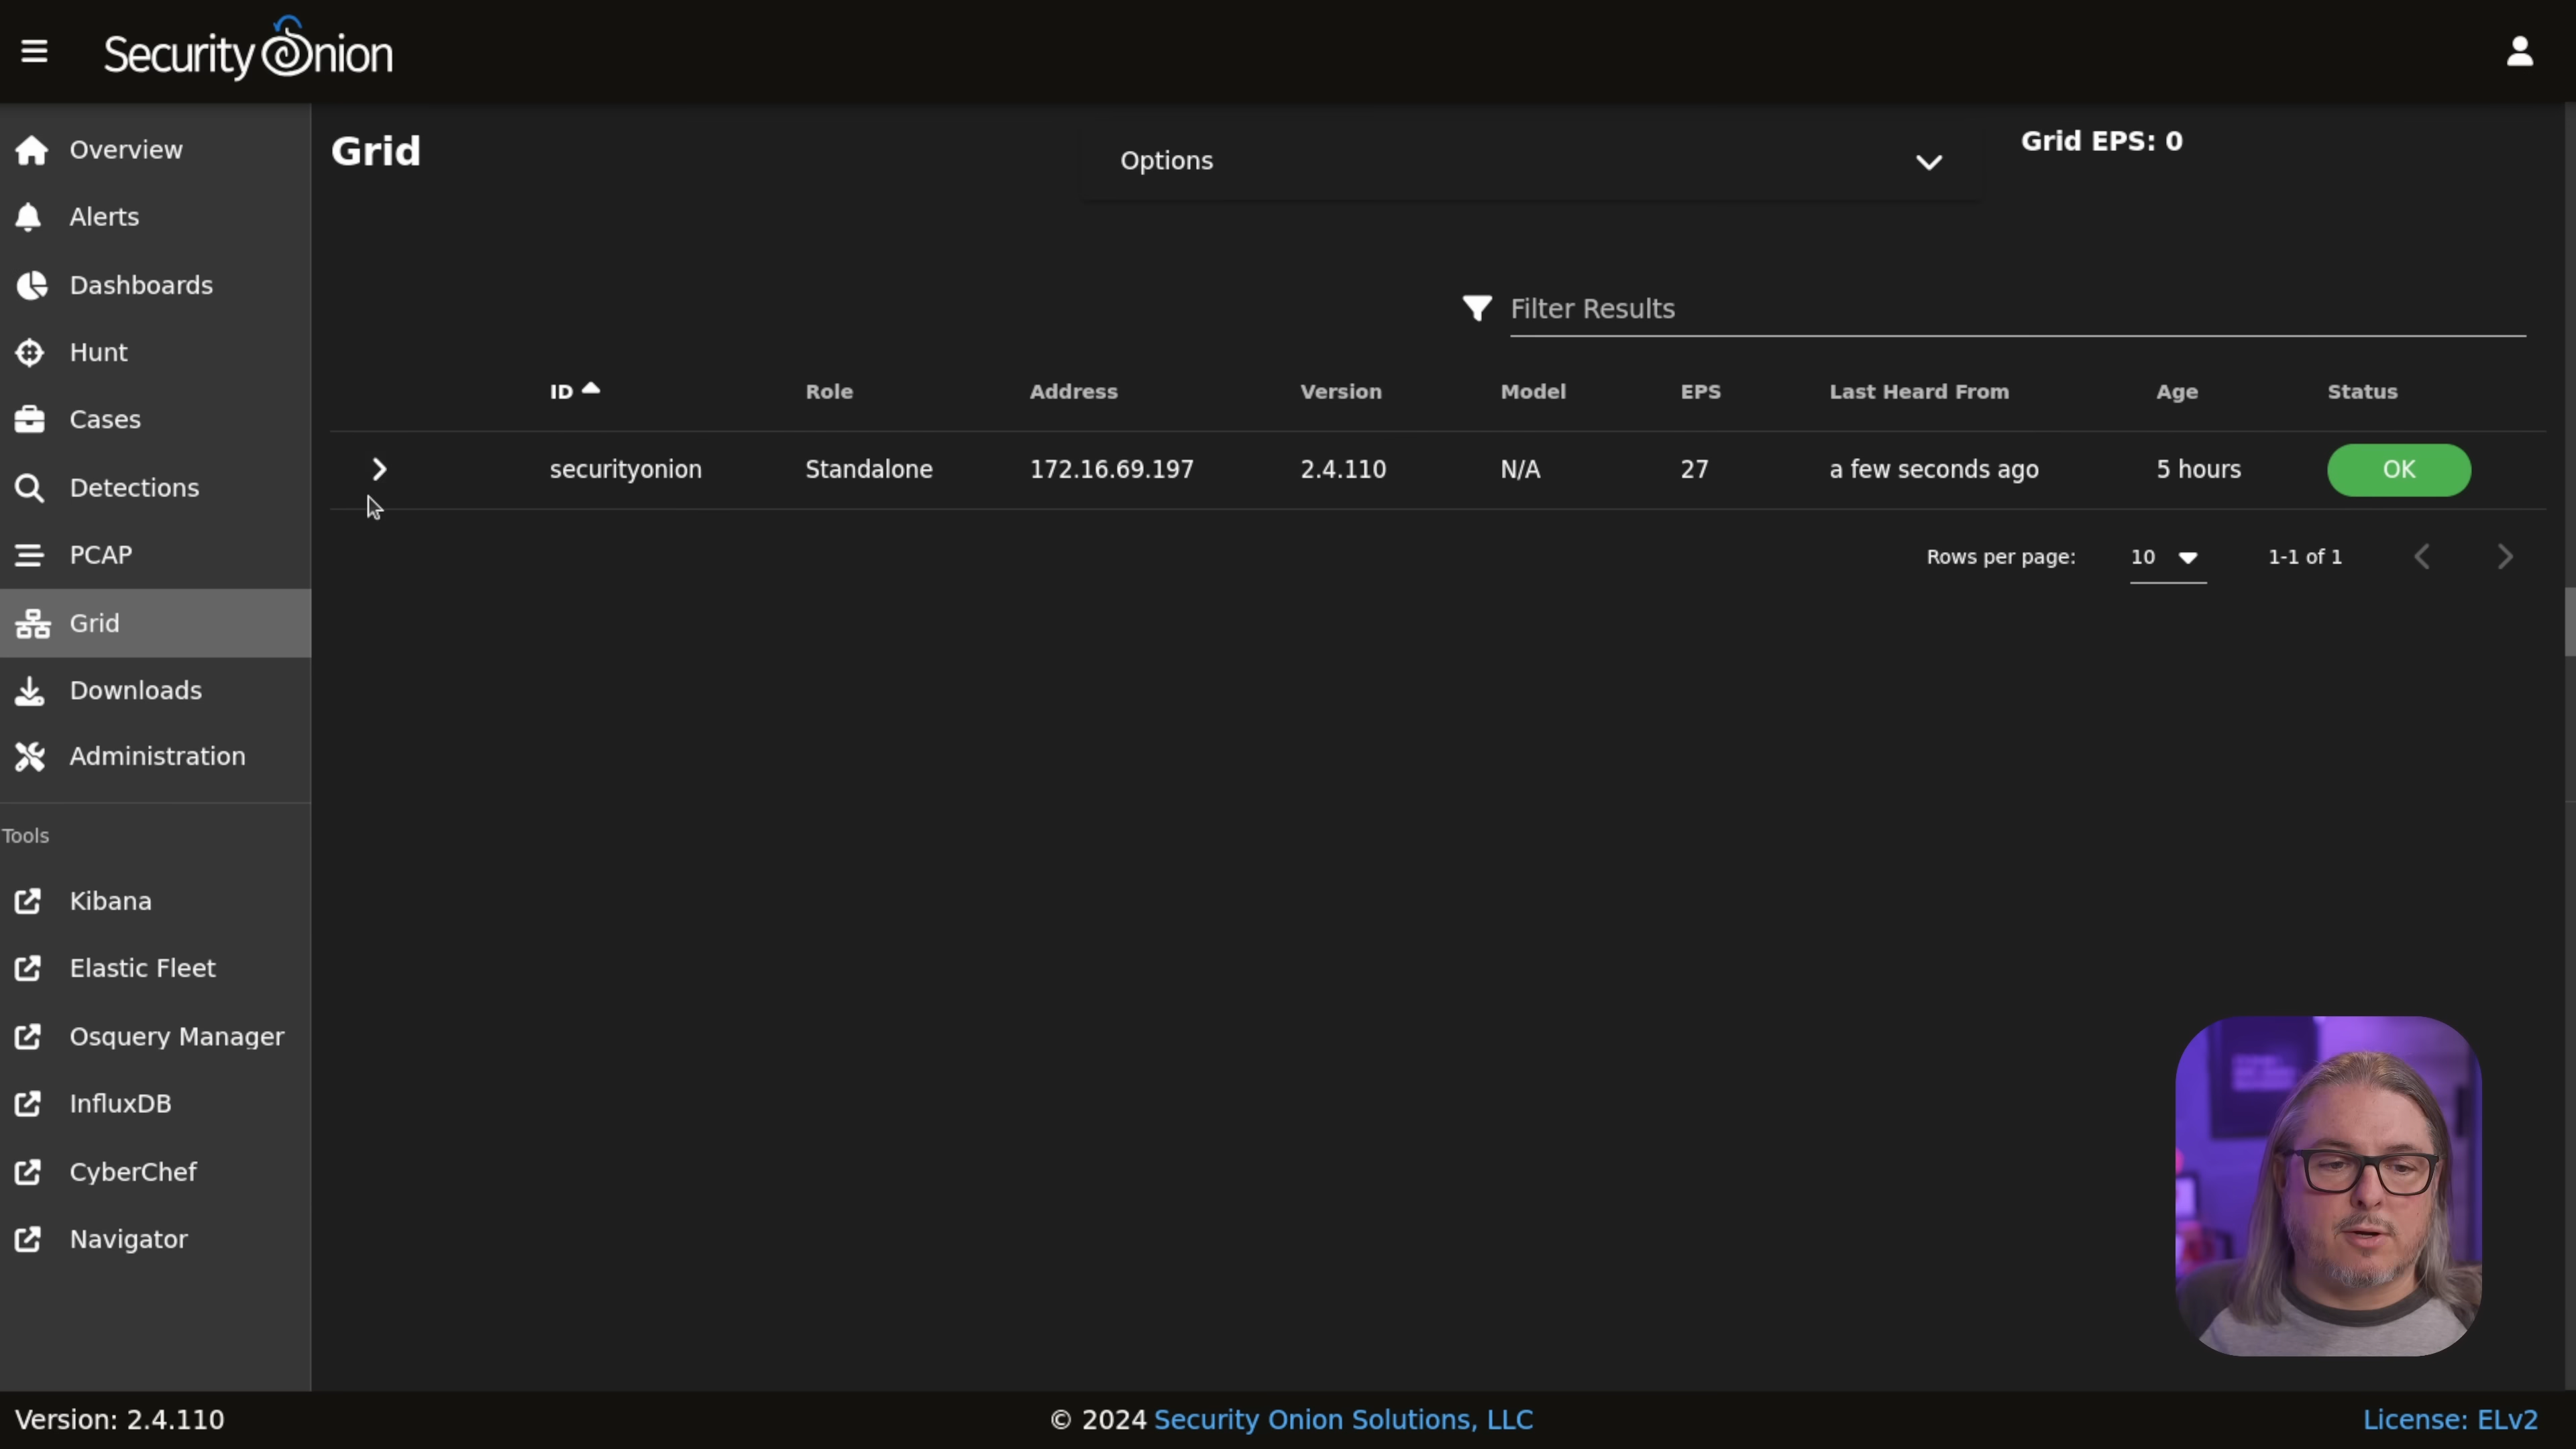 Security Onion
Overview
Alerts
Dashboards
Hunt
Cases
Detections
PCAP
Grid
Downloads
Administration
Tools
Kibana
Elastic Fleet
Osquery Manager
InfluxDB
CyberChef
Navigator
Grid
Options
Grid EPS: 0
Filter Results
ID Role Address Version Model EPS Last Heard From Age Status
securityonion Standalone 172.16.69.197 2.4.110 N/A 27 a few seconds ago 5 hours OK
Rows per page: 10 1-1 of 1
Version: 2.4.110 © 2024 Security Onion Solutions, LLC License: ELv2